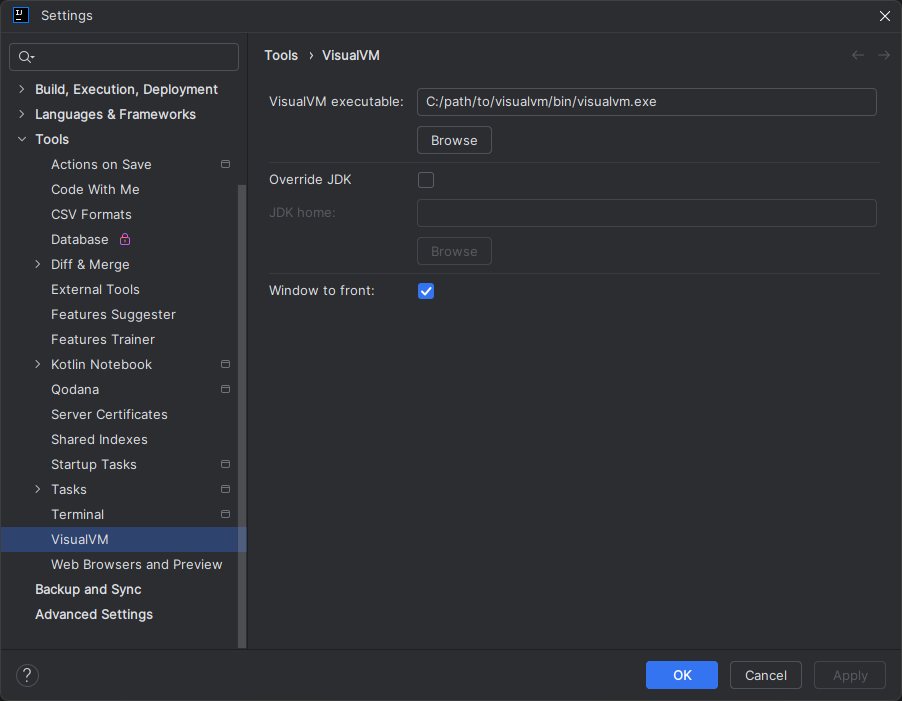 Settings
Build, Execution, Deployment
Languages & Frameworks
Tools
Actions on Save
Code With Me
CSV Formats
Database
Diff & Merge
External Tools
Features Suggester
Features Trainer
Kotlin Notebook
Qodana
Server Certificates
Shared Indexes
Startup Tasks
Tasks
Terminal
VisualVM
Web Browsers and Preview
Backup and Sync
Advanced Settings
Tools › VisualVM
VisualVM executable: C:/path/to/visualvm/bin/visualvm.exe
Browse
Override JDK
JDK home:
Browse
Window to front:
? OK Cancel Apply